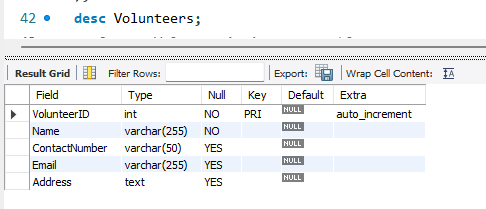 42 desc Volunteers;
Result Grid Filter Rows: Export: Wrap Cell Content:
Field Type Null Key Default Extra
VolunteerID int NO PRI NULL auto_increment
Name varchar(255) NO NULL
ContactNumber varchar(50) YES NULL
Email varchar(255) YES NULL
Address text YES NULL